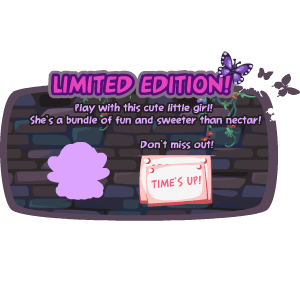 LIMITED EDITION!
Play with this cute little girl!
She's a bundle of fun and sweeter than nectar!
Don't miss out!
TIME'S UP!